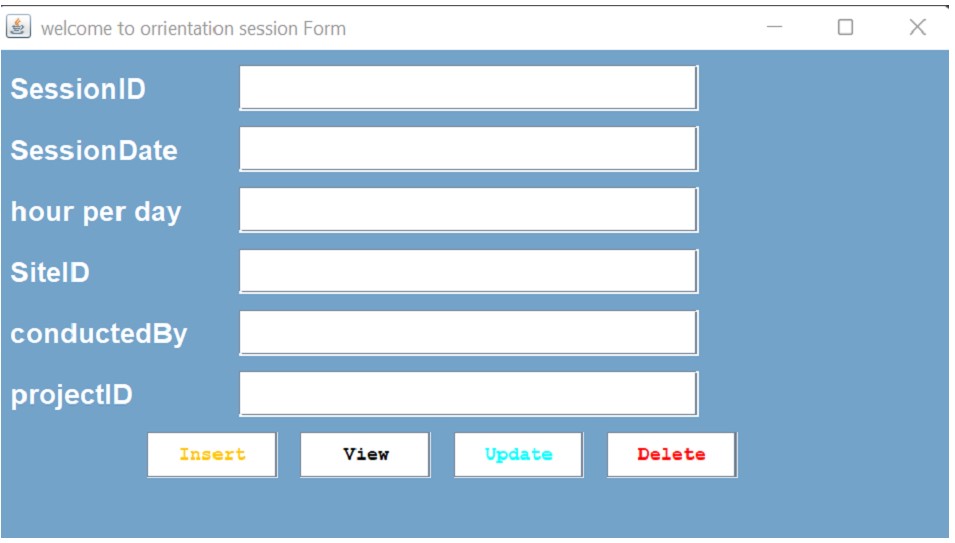 welcome to orrientation session Form
SessionID
SessionDate
hour per day
SiteID
conductedBy
projectID
Insert View Update Delete